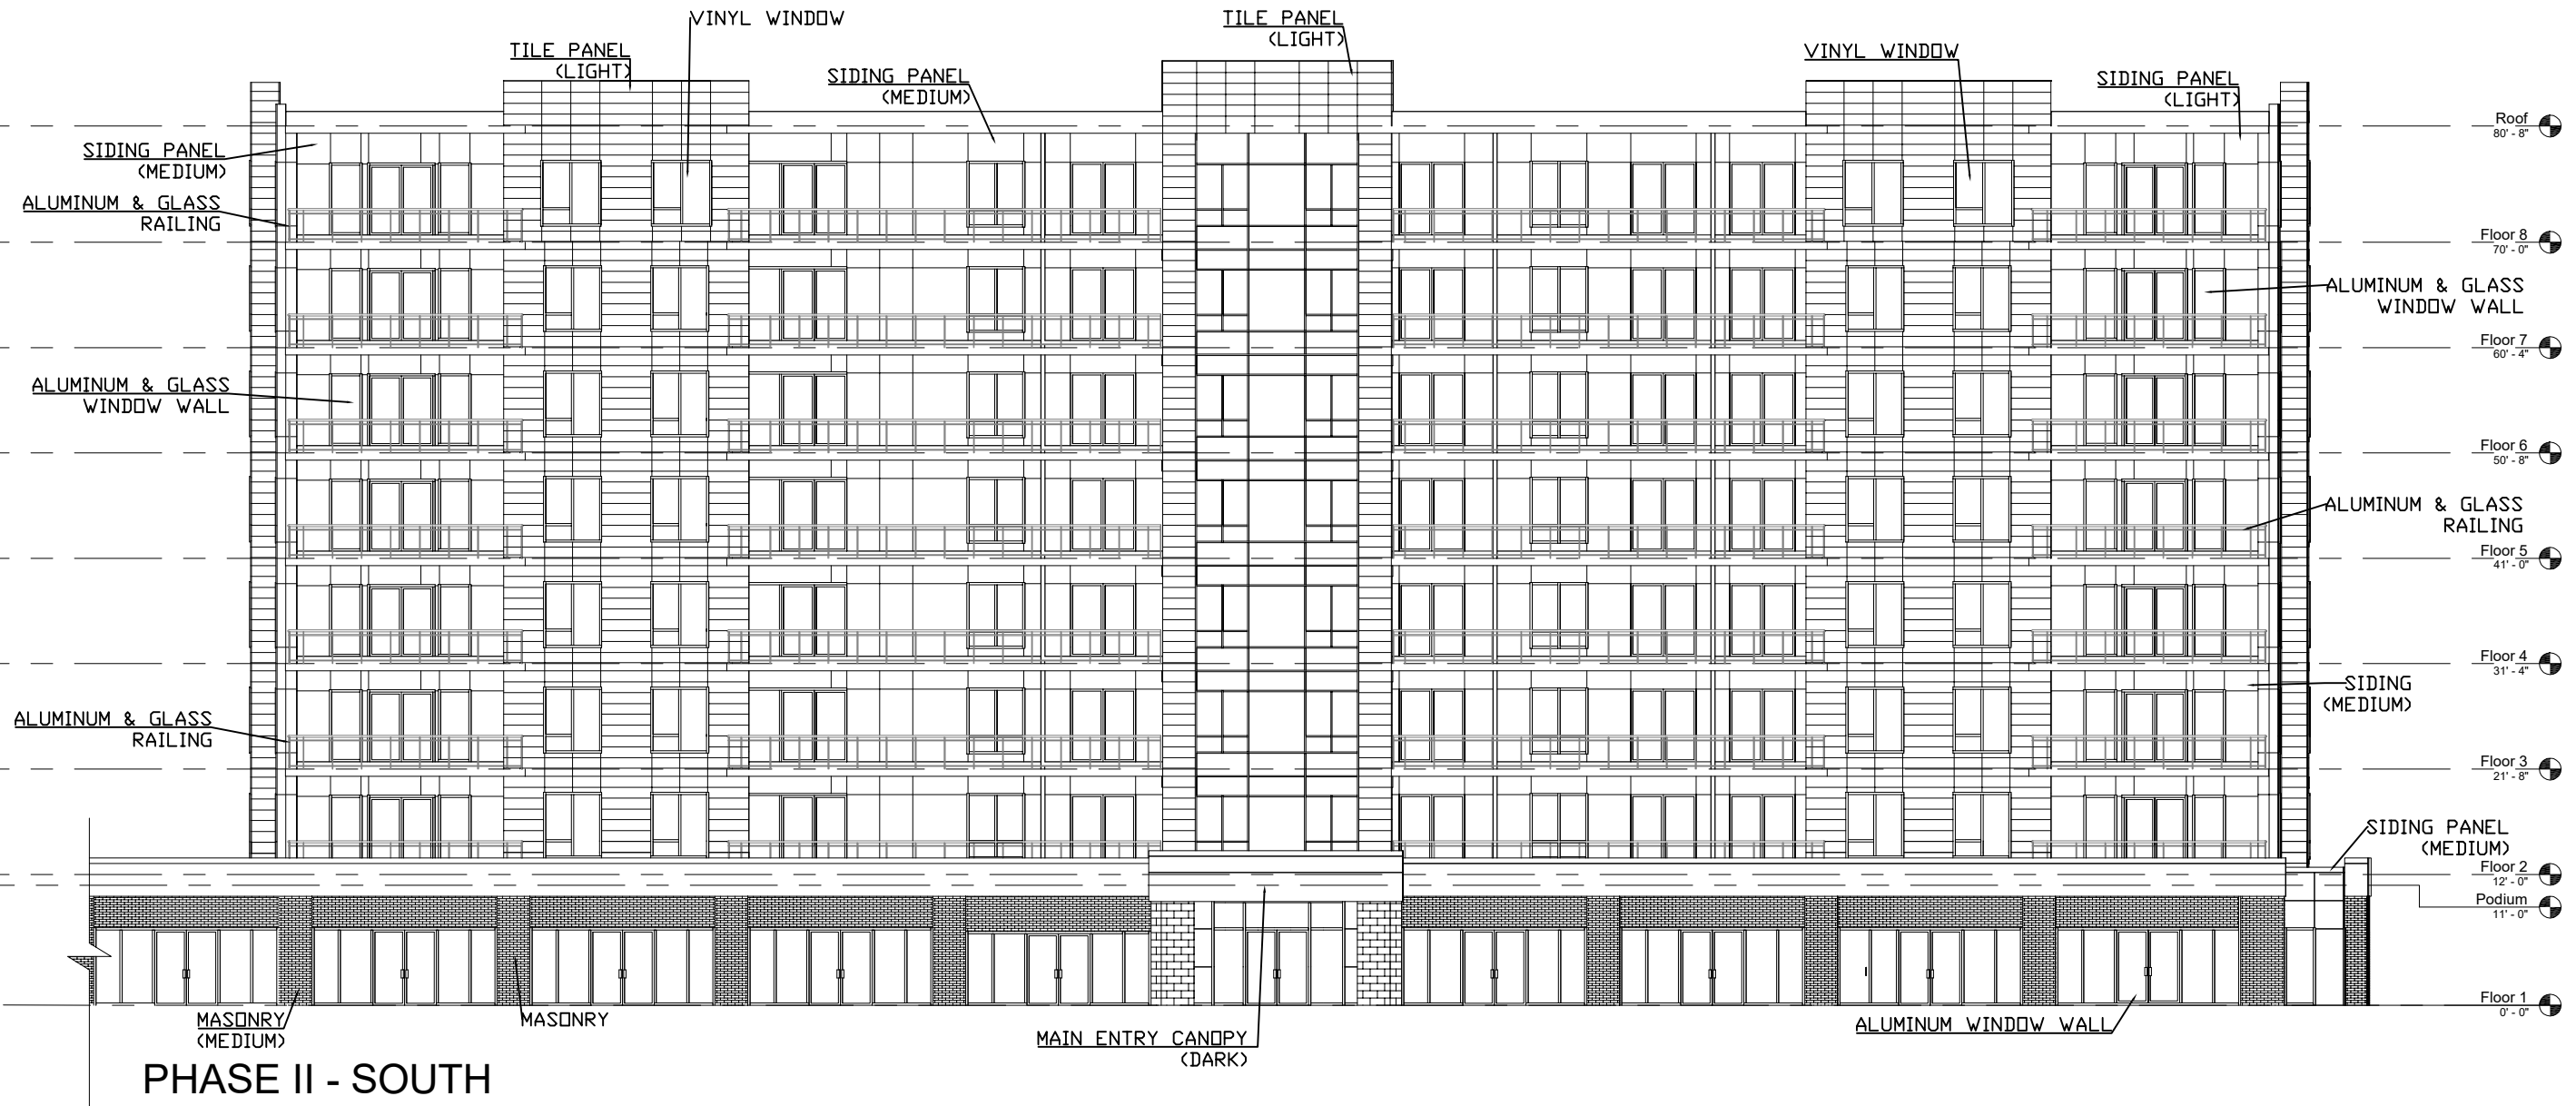 VINYL WINDOW
TILE PANEL
(LIGHT)
TILE PANEL
(LIGHT)
VINYL WINDOW
SIDING PANEL
(MEDIUM)
SIDING PANEL
(LIGHT)
Roof
80' - 8"
SIDING PANEL
(MEDIUM)
ALUMINUM & GLASS
RAILING
Floor 8
70' - 0"
ALUMINUM & GLASS
WINDOW WALL
Floor 7
60' - 4"
ALUMINUM & GLASS
WINDOW WALL
Floor 6
50' - 8"
ALUMINUM & GLASS
RAILING
Floor 5
41' - 0"
Floor 4
31' - 4"
SIDING
(MEDIUM)
ALUMINUM & GLASS
RAILING
Floor 3
21' - 8"
SIDING PANEL
(MEDIUM)
Floor 2
12' - 0"
Podium
11' - 0"
Floor 1
0' - 0"
MASONRY
(MEDIUM)
MASONRY
MAIN ENTRY CANOPY
(DARK)
ALUMINUM WINDOW WALL
PHASE II - SOUTH